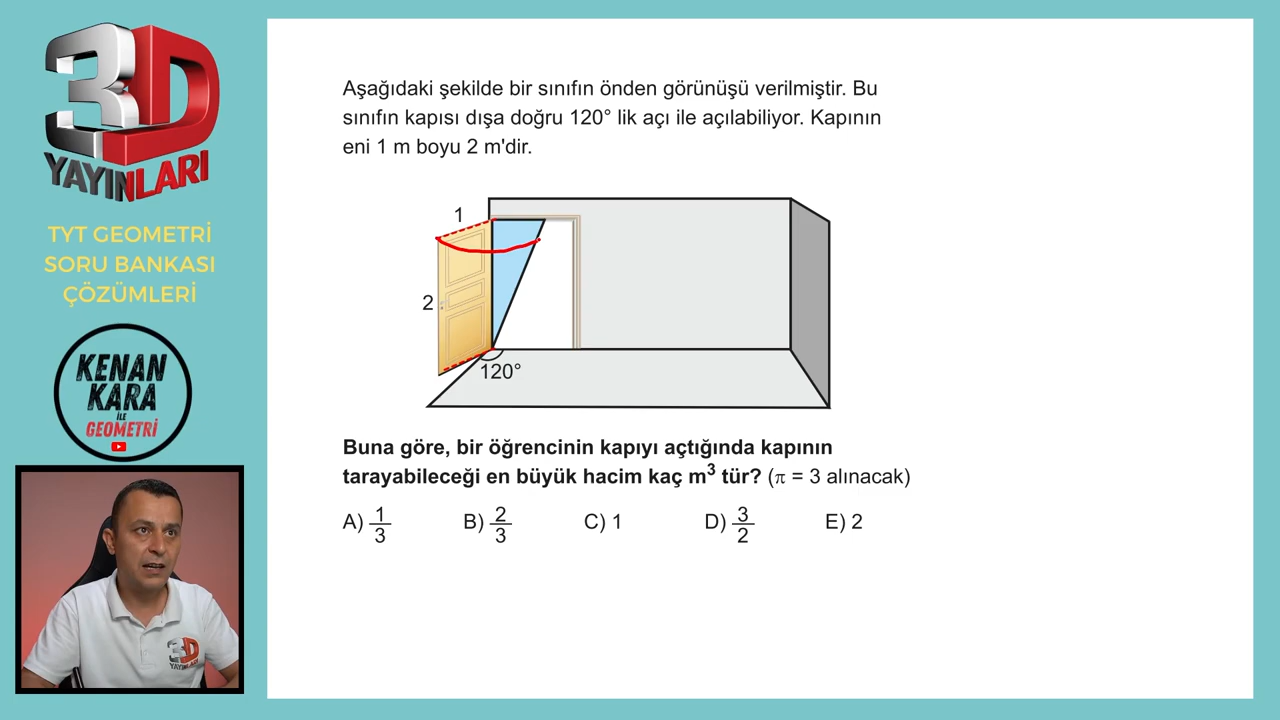 3D
YAYINLARI
TYT GEOMETRİ
SORU BANKASI
ÇÖZÜMLERİ
KENAN
KARA
İLE
GEOMETRİ
3D
YAYINLARI
Aşağıdaki şekilde bir sınıfın önden görünüşü verilmiştir. Bu
sınıfın kapısı dışa doğru 120° lik açı ile açılabiliyor. Kapının
eni 1 m boyu 2 m'dir.
1
2
120°
Buna göre, bir öğrencinin kapıyı açtığında kapının
tarayabileceği en büyük hacim kaç m³ tür? (π = 3 alınacak)
A) 1/3 B) 2/3 C) 1 D) 3/2 E) 2